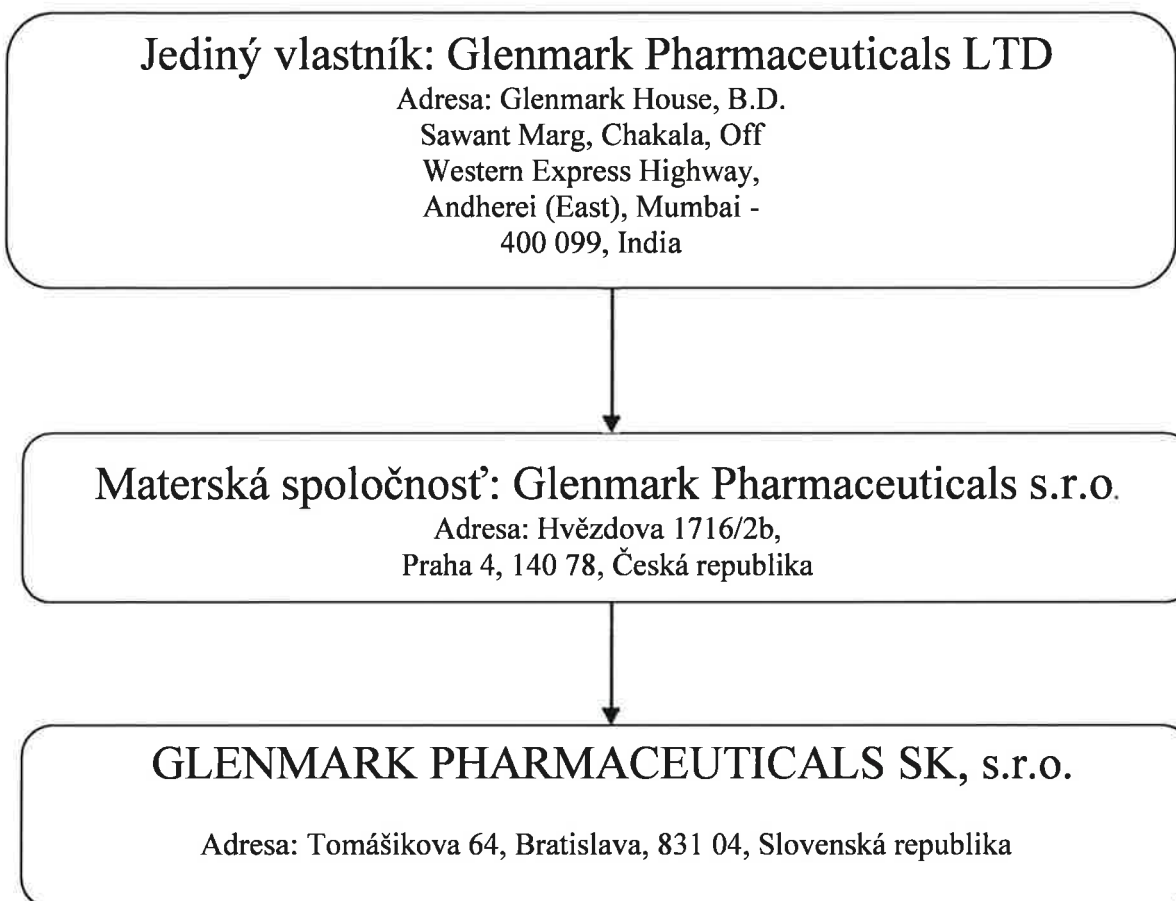 Jediný vlastník: Glenmark Pharmaceuticals LTD
Adresa: Glenmark House, B.D.
Sawant Marg, Chakala, Off
Western Express Highway,
Andherei (East), Mumbai -
400 099, India
Materská spoločnosť: Glenmark Pharmaceuticals s.r.o.
Adresa: Hvězdova 1716/2b,
Praha 4, 140 78, Česká republika
GLENMARK PHARMACEUTICALS SK, s.r.o.
Adresa: Tomášikova 64, Bratislava, 831 04, Slovenská republika